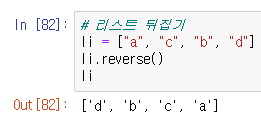 In [82]: # 리스트 뒤집기
li = ["a", "c", "b", "d"]
li.reverse()
li
Out[82]: ['d', 'b', 'c', 'a']